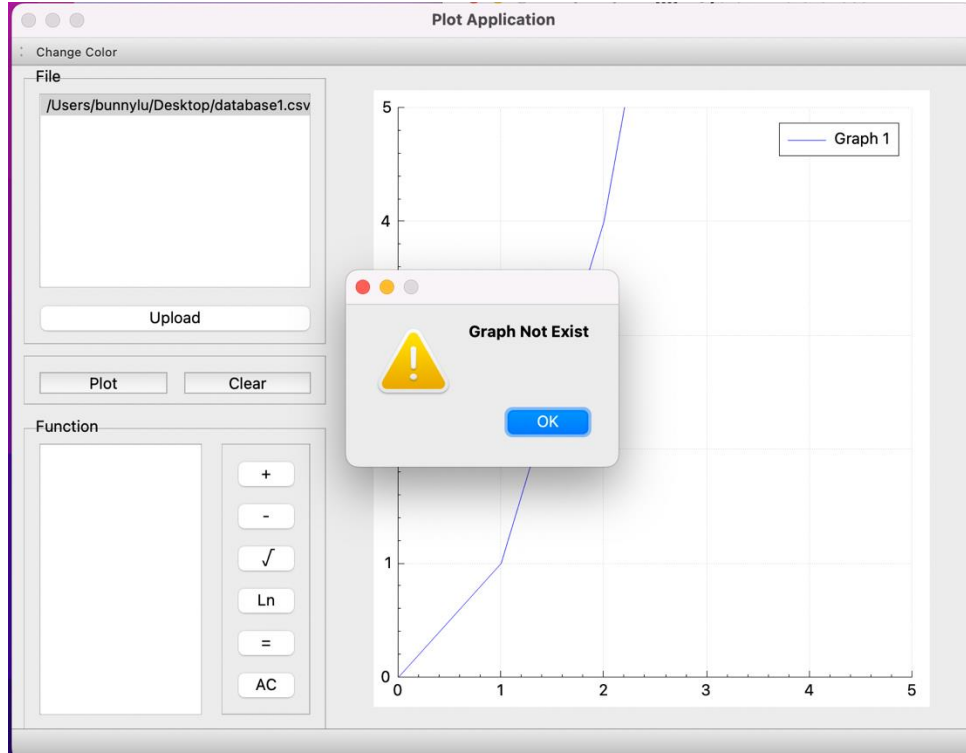 Plot Application
Change Color
File
/Users/bunnylu/Desktop/database1.csv
Upload
Plot
Clear
Function
+
-
√
Ln
=
AC
5
4
1
0
0 1 2 3 4 5
Graph 1
Graph Not Exist
OK